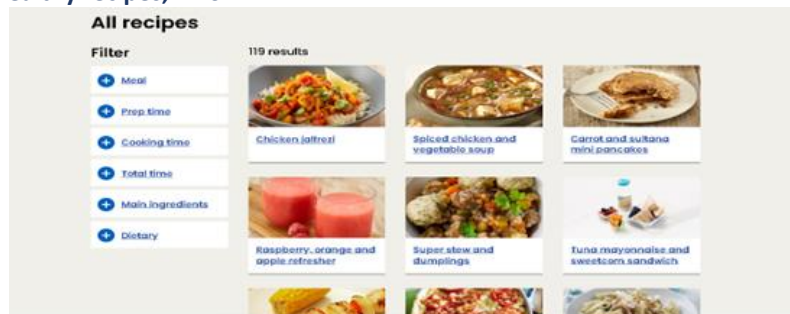 All recipes
Filter
119 results
Meal
Prep time
Cooking time
Total time
Main ingredients
Dietary
Chicken jalfrezi
Spiced chicken and
vegetable soup
Carrot and sultana
mini pancakes
Raspberry, orange and
apple refresher
Super stew and
dumplings
Tuna mayonnaise and
sweetcorn sandwich